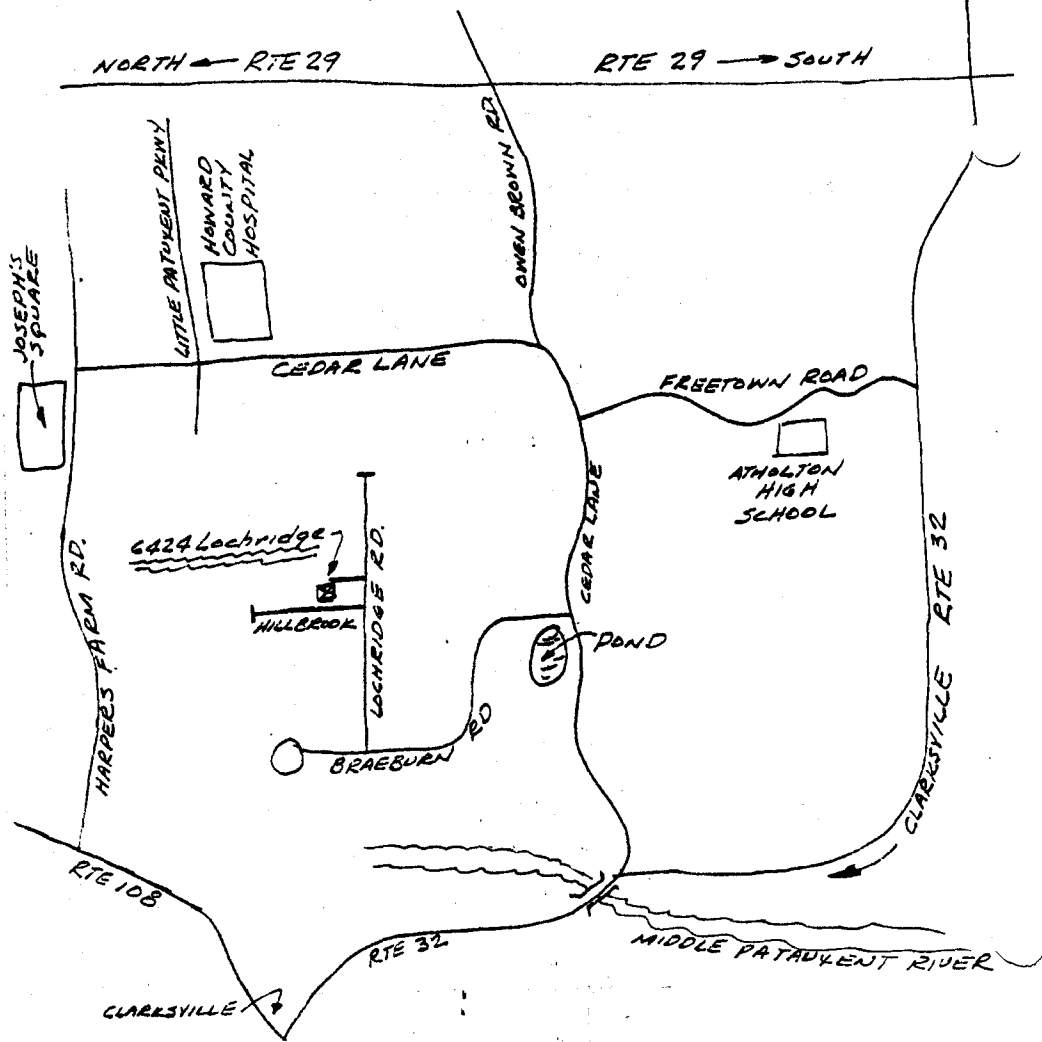 NORTH ← RTE 29
RTE 29 → SOUTH
OWEN BROWN RD.
LITTLE PATUXENT PKWY
HOWARD
COUNTY
HOSPITAL
JOSEPH'S
SQUARE
CEDAR LANE
FREETOWN ROAD
ATHOLTON
HIGH
SCHOOL
CEDAR LANE
6424 Lochridge
HILLBROOK
LOCHRIDGE RD.
POND
BRAEBURN RD
HARPERS FARM RD.
CLARKSVILLE RTE 32
RTE 108
RTE 32
MIDDLE PATAUXENT RIVER
CLARKSVILLE